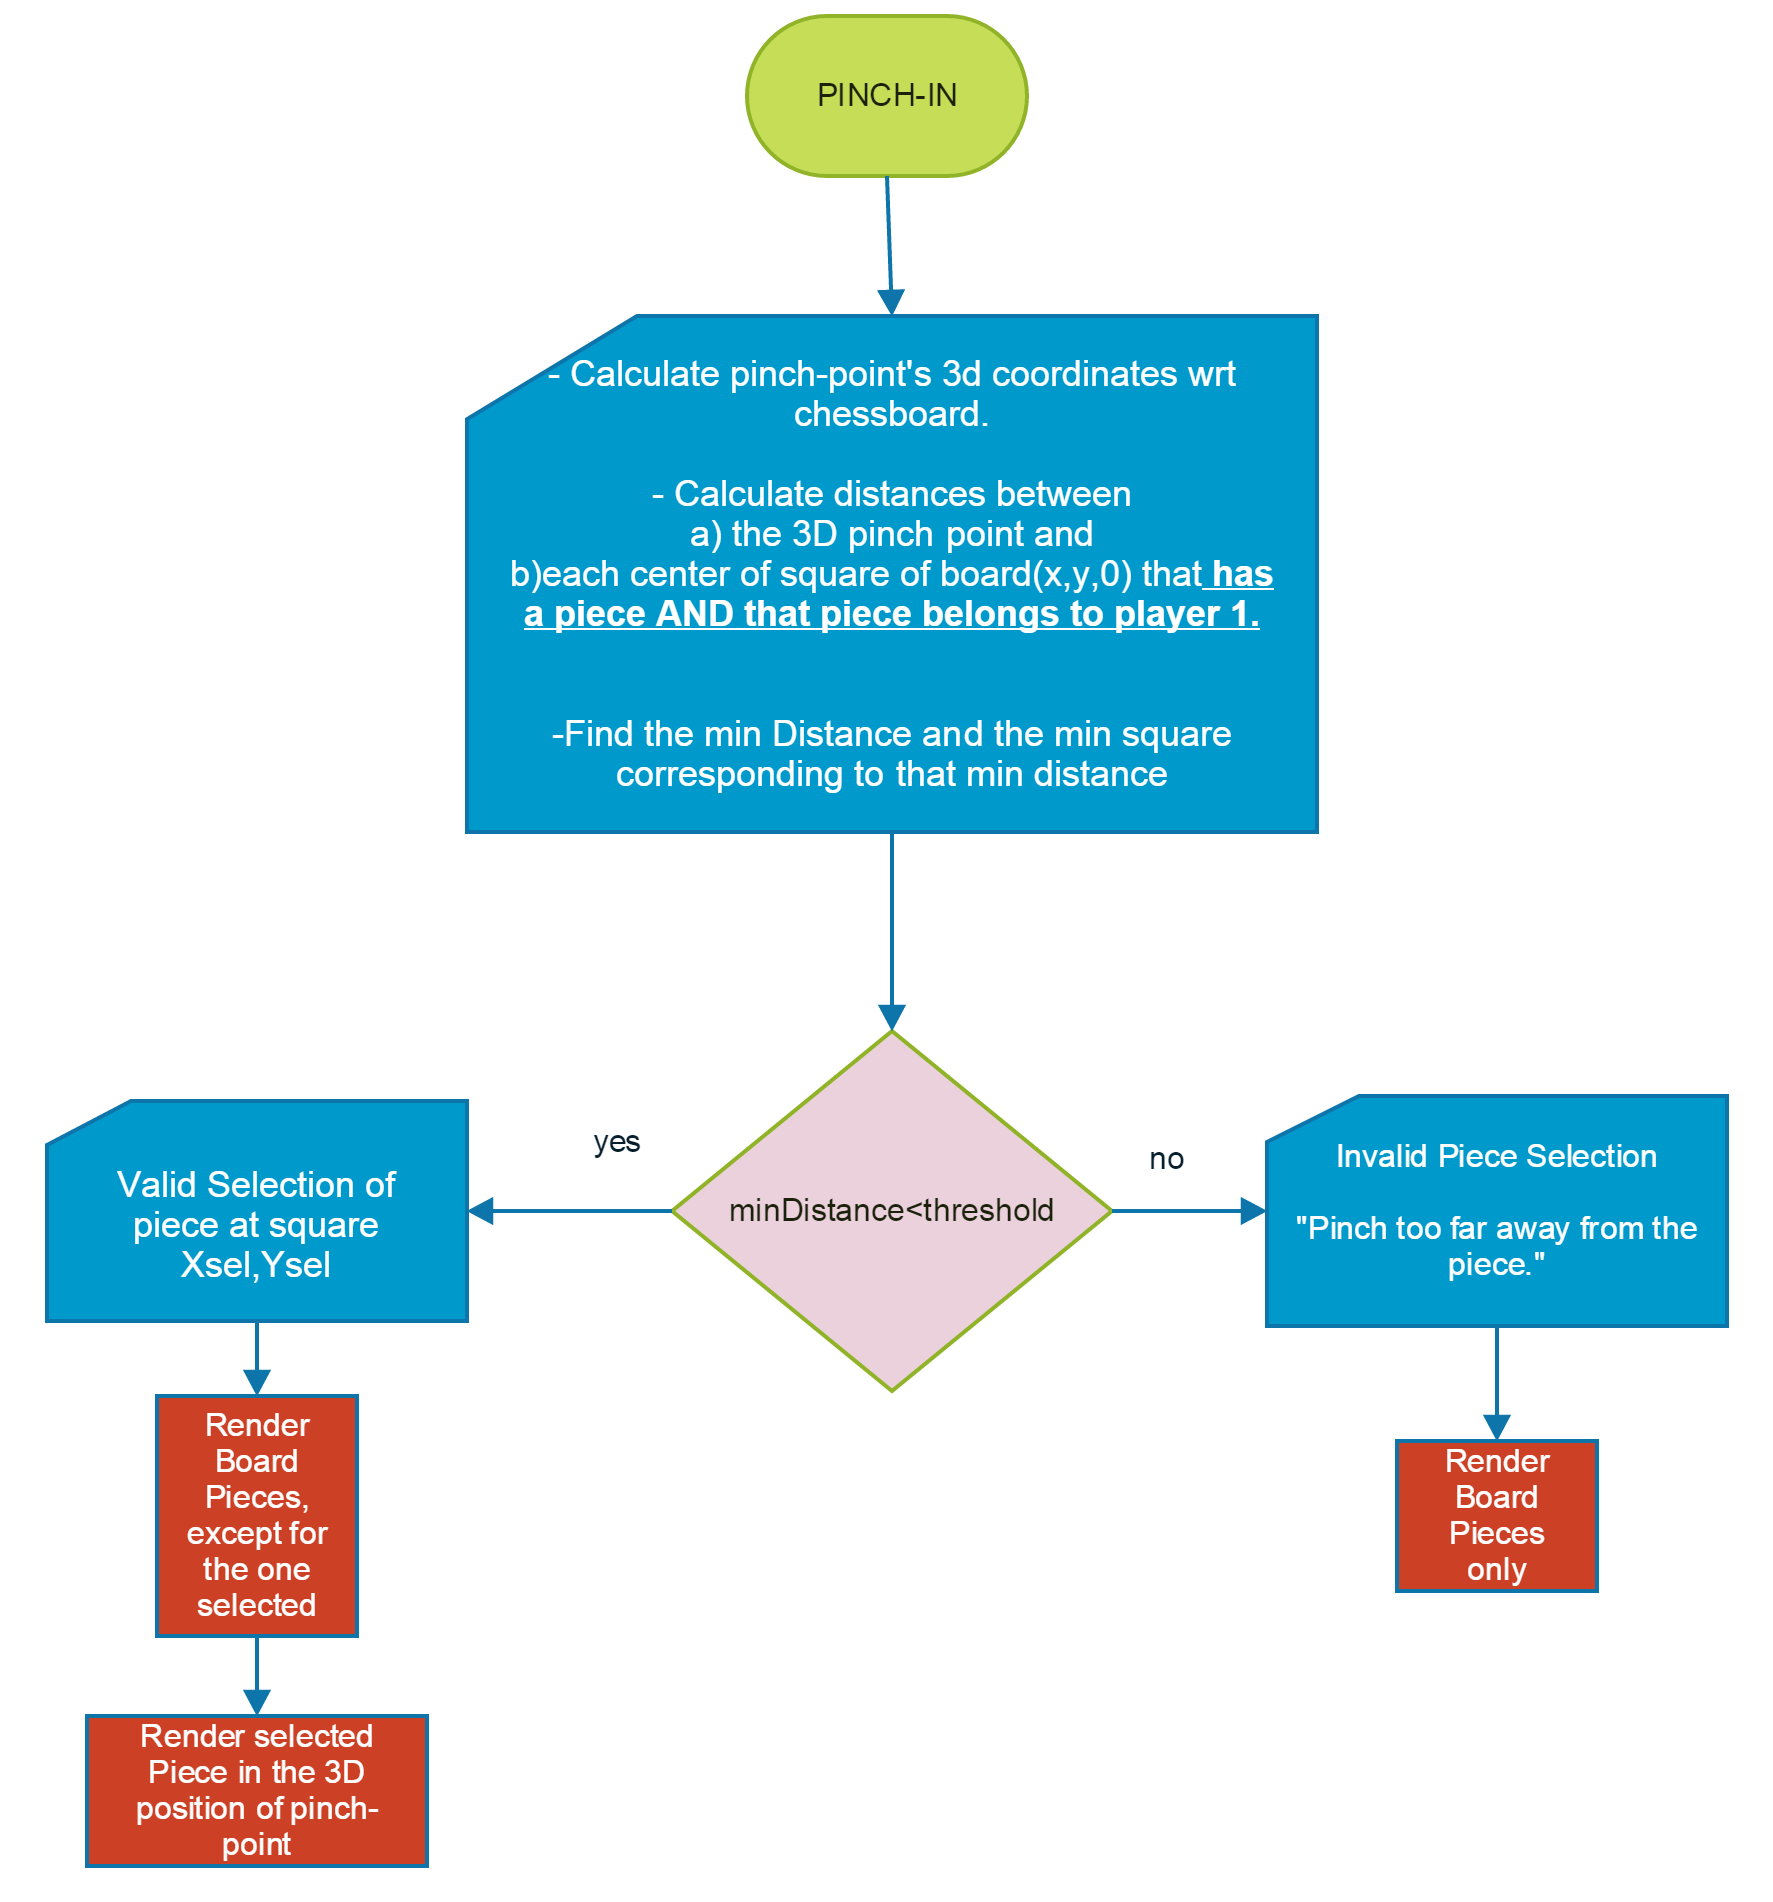 PINCH-IN
- Calculate pinch-point's 3d coordinates wrt
chessboard.
- Calculate distances between
a) the 3D pinch point and
b)each center of square of board(x,y,0) that has
a piece AND that piece belongs to player 1.
-Find the min Distance and the min square
corresponding to that min distance
yes
minDistance<threshold
no
Valid Selection of
piece at square
Xsel,Ysel
Invalid Piece Selection
"Pinch too far away from the
piece."
Render
Board
Pieces,
except for
the one
selected
Render
Board
Pieces
only
Render selected
Piece in the 3D
position of pinch-
point